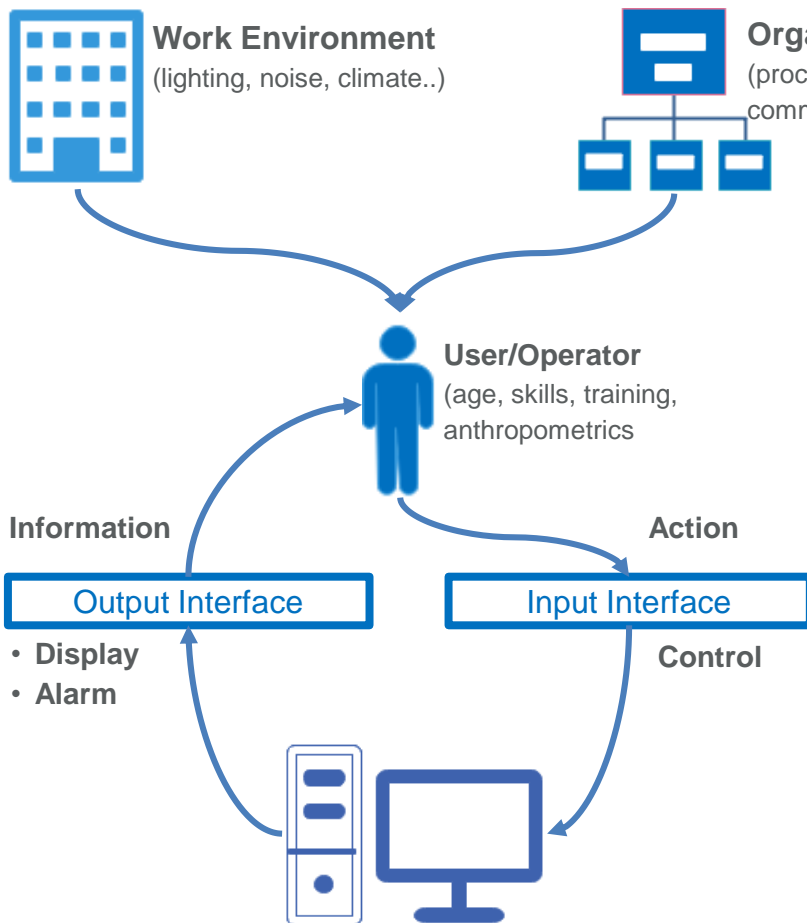 Work Environment
(lighting, noise, climate..)
User/Operator
(age, skills, training,
anthropometrics
Information
Action
Output Interface
Input Interface
• Display
• Alarm
Control